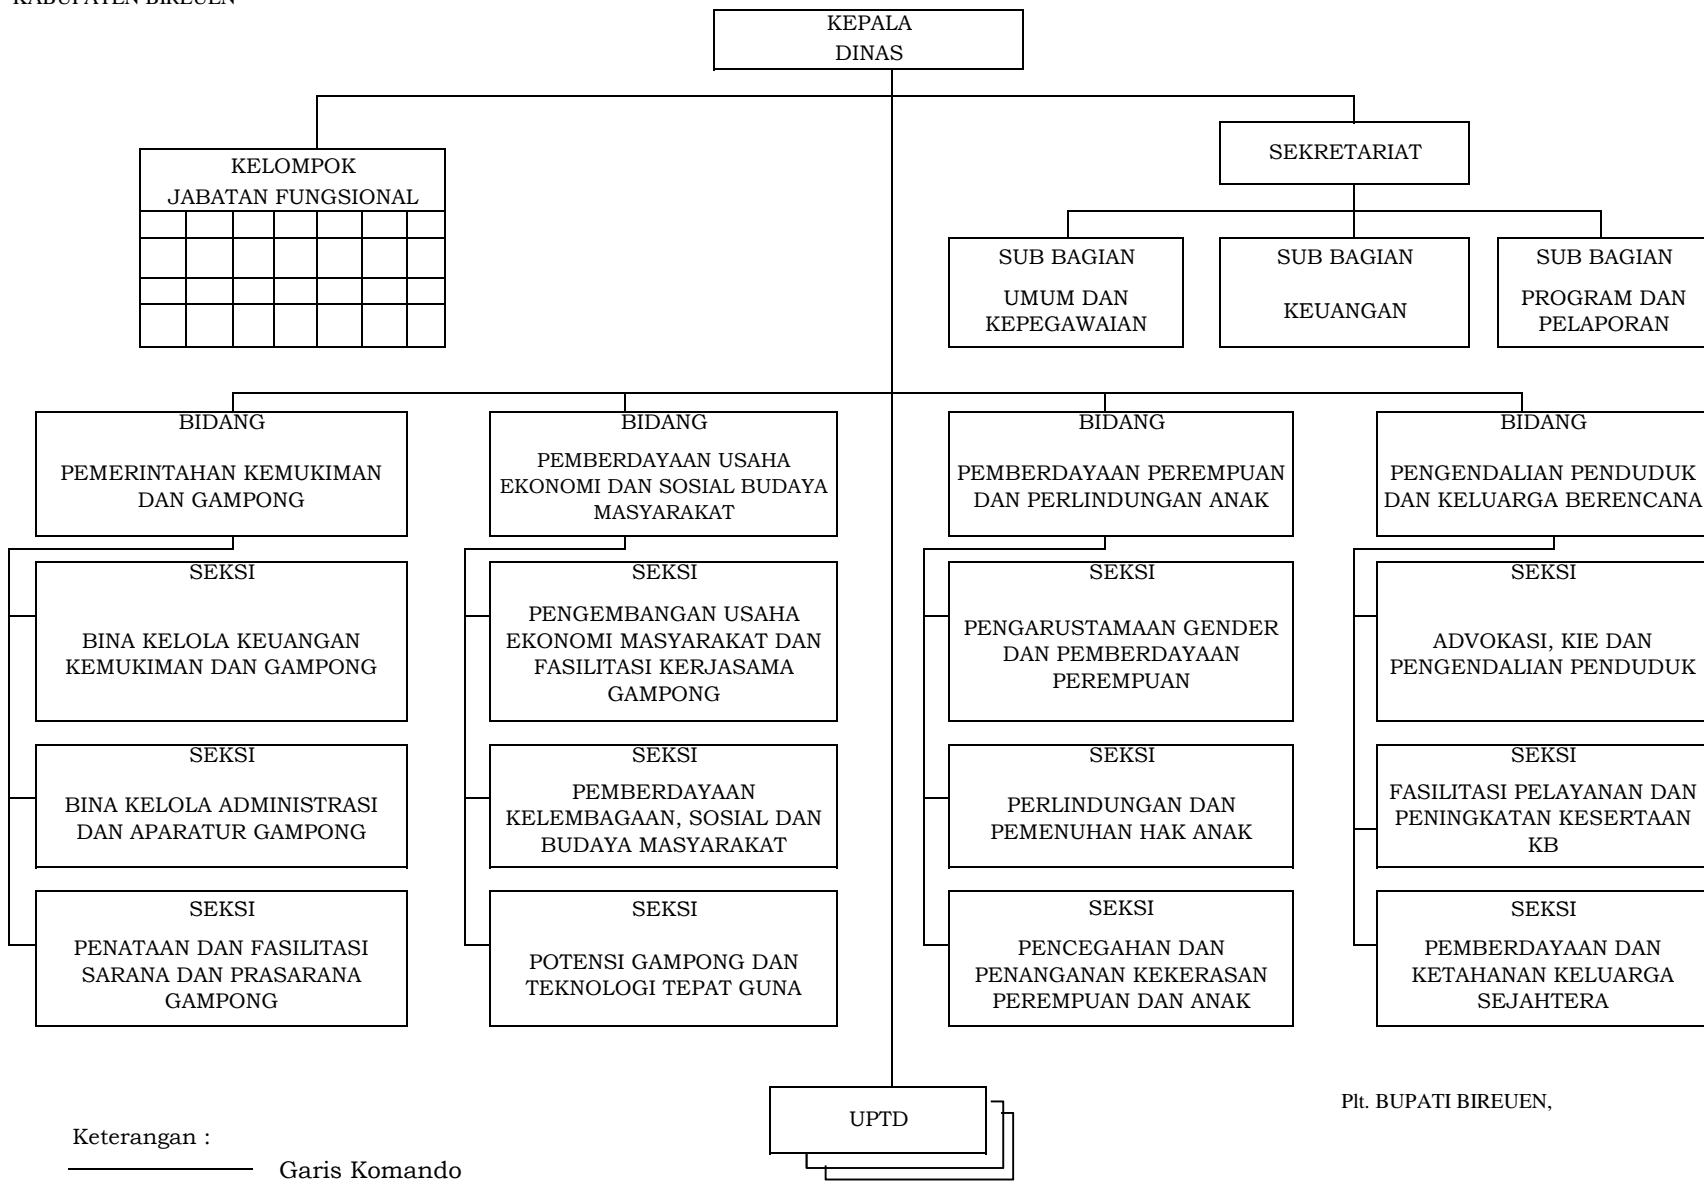 KABUPATEN BIREUEN
KEPALA
DINAS
KELOMPOK
JABATAN FUNGSIONAL
SEKRETARIAT
SUB BAGIAN
UMUM DAN
KEPEGAWAIAN
SUB BAGIAN
KEUANGAN
SUB BAGIAN
PROGRAM DAN
PELAPORAN
BIDANG
PEMERINTAHAN KEMUKIMAN
DAN GAMPONG
BIDANG
PEMBERDAYAAN USAHA
EKONOMI DAN SOSIAL BUDAYA
MASYARAKAT
BIDANG
PEMBERDAYAAN PEREMPUAN
DAN PERLINDUNGAN ANAK
BIDANG
PENGENDALIAN PENDUDUK
DAN KELUARGA BERENCANA
SEKSI
BINA KELOLA KEUANGAN
KEMUKIMAN DAN GAMPONG
SEKSI
PENGEMBANGAN USAHA
EKONOMI MASYARAKAT DAN
FASILITASI KERJASAMA
GAMPONG
SEKSI
PENGARUSTAMAAN GENDER
DAN PEMBERDAYAAN
PEREMPUAN
SEKSI
ADVOKASI, KIE DAN
PENGENDALIAN PENDUDUK
SEKSI
BINA KELOLA ADMINISTRASI
DAN APARATUR GAMPONG
SEKSI
PEMBERDAYAAN
KELEMBAGAAN, SOSIAL DAN
BUDAYA MASYARAKAT
SEKSI
PERLINDUNGAN DAN
PEMENUHAN HAK ANAK
SEKSI
FASILITASI PELAYANAN DAN
PENINGKATAN KESERTAAN
KB
SEKSI
PENATAAN DAN FASILITASI
SARANA DAN PRASARANA
GAMPONG
SEKSI
POTENSI GAMPONG DAN
TEKNOLOGI TEPAT GUNA
SEKSI
PENCEGAHAN DAN
PENANGANAN KEKERASAN
PEREMPUAN DAN ANAK
SEKSI
PEMBERDAYAAN DAN
KETAHANAN KELUARGA
SEJAHTERA
UPTD
Plt. BUPATI BIREUEN,
Keterangan :
Garis Komando